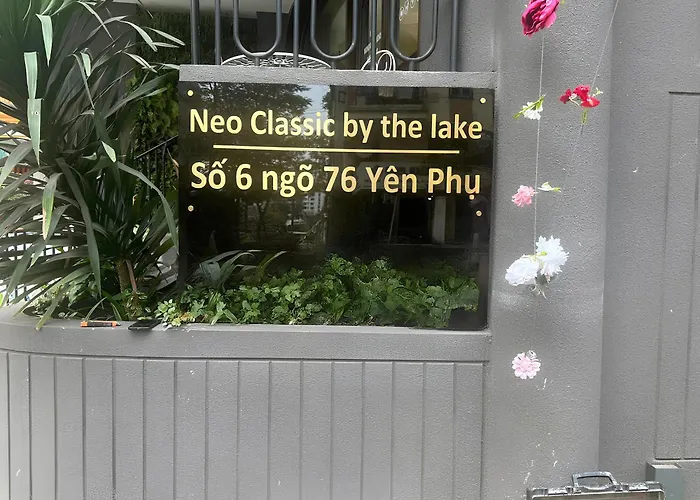 Neo Classic by the lake
Số 6 ngõ 76 Yên Phụ